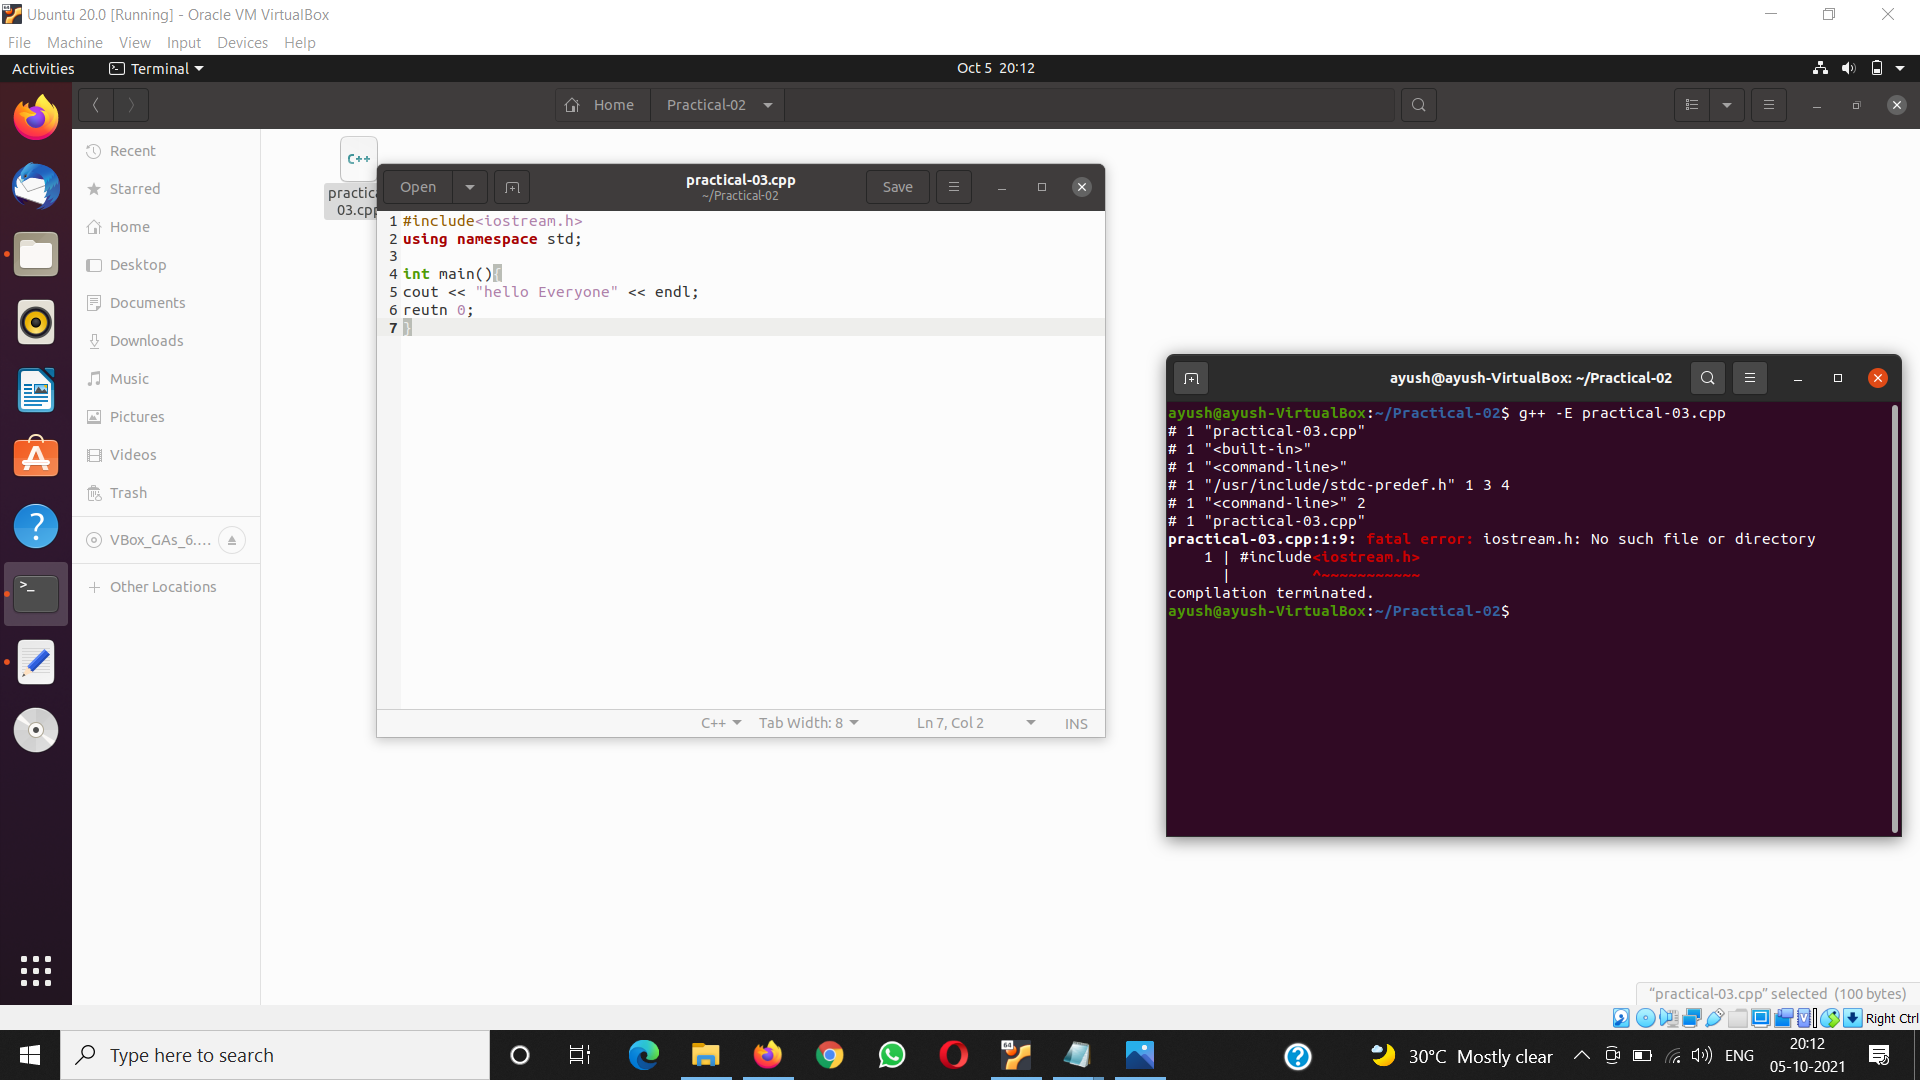 Ubuntu 20.0 [Running] - Oracle VM VirtualBox
File Machine View Input Devices Help
Activities Terminal Oct 5 20:12
Home Practical-02
Recent
Starred
Home
Desktop
Documents
Downloads
Music
Pictures
Videos
Trash
VBox_GAs_6....
Other Locations
C++
practica
03.cpp
Open practical-03.cpp Save
~/Practical-02
1 #include<iostream.h>
2 using namespace std;
3
4 int main(){
5 cout << "hello Everyone" << endl;
6 reutn 0;
7 }
C++ Tab Width: 8 Ln 7, Col 2 INS
ayush@ayush-VirtualBox: ~/Practical-02
ayush@ayush-VirtualBox:~/Practical-02$ g++ -E practical-03.cpp
# 1 "practical-03.cpp"
# 1 "<built-in>"
# 1 "<command-line>"
# 1 "/usr/include/stdc-predef.h" 1 3 4
# 1 "<command-line>" 2
# 1 "practical-03.cpp"
practical-03.cpp:1:9: fatal error: iostream.h: No such file or directory
1 | #include<iostream.h>
| ^~~~~~~~~~~~
compilation terminated.
ayush@ayush-VirtualBox:~/Practical-02$
"practical-03.cpp" selected (100 bytes)
Right Ctrl
Type here to search
64
30°C Mostly clear ENG
20:12
05-10-2021